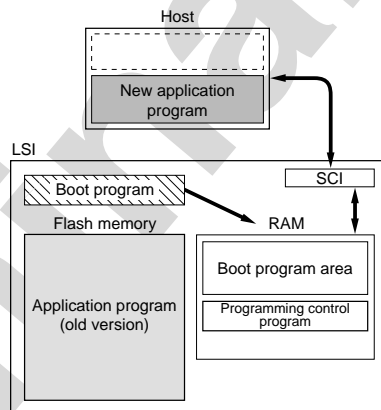 Host
New application
program
LSI
SCI
Boot program
Flash memory
RAM
Boot program area
Application program
(old version)
Programming control
program